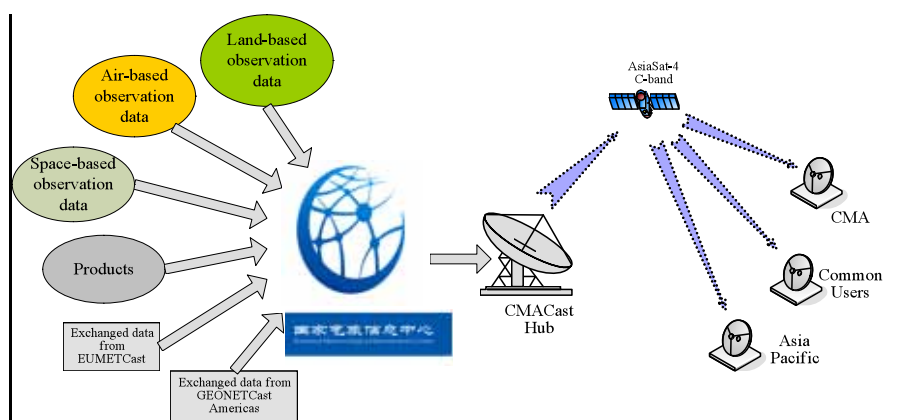 Land-based
observation
data
Air-based
observation
data
Space-based
observation
data
Products
Exchanged data
from
EUMETCast
Exchanged data from
GEONETCast
Americas
国家气象信息中心
CMACast
Hub
AsiaSat-4
C-band
CMA
Common
Users
Asia
Pacific